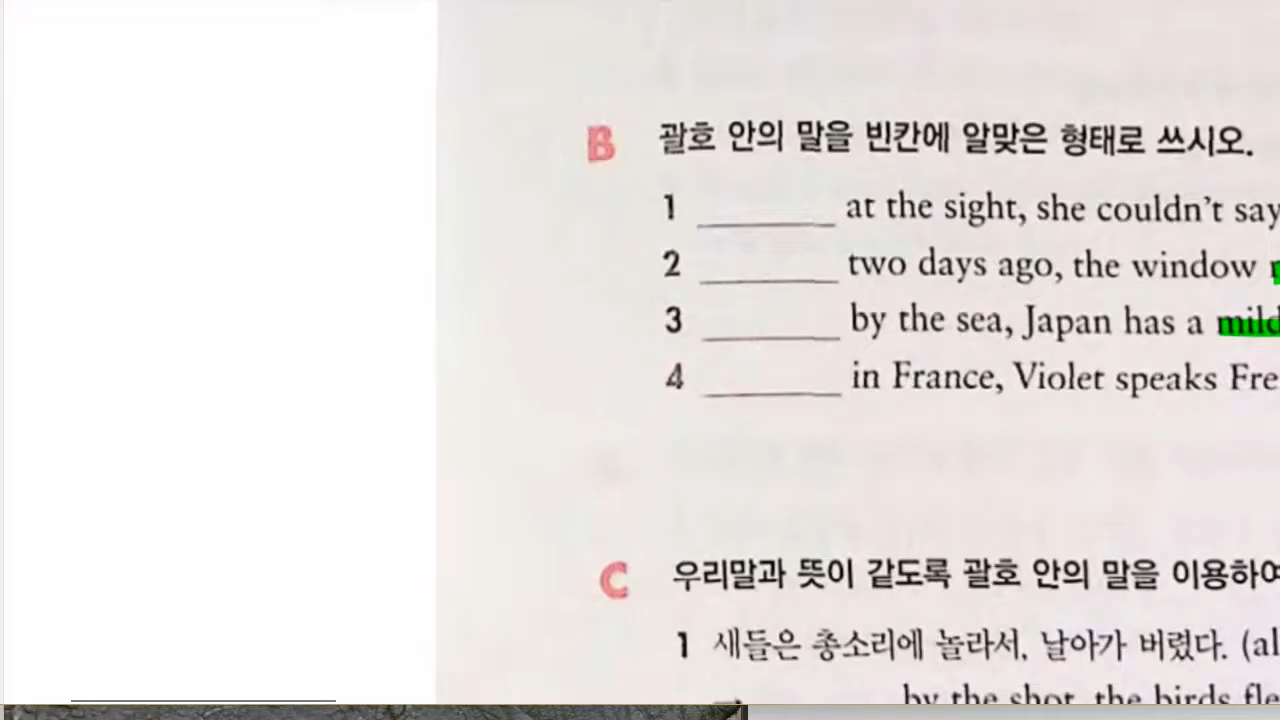 B 괄호 안의 말을 빈칸에 알맞은 형태로 쓰시오.
1 ________ at the sight, she couldn't say
2 ________ two days ago, the window
3 ________ by the sea, Japan has a mild
4 ________ in France, Violet speaks Fre
C 우리말과 뜻이 같도록 괄호 안의 말을 이용하여
1 새들은 총소리에 놀라서, 날아가 버렸다. (al
→ ________ by the shot, the birds fle